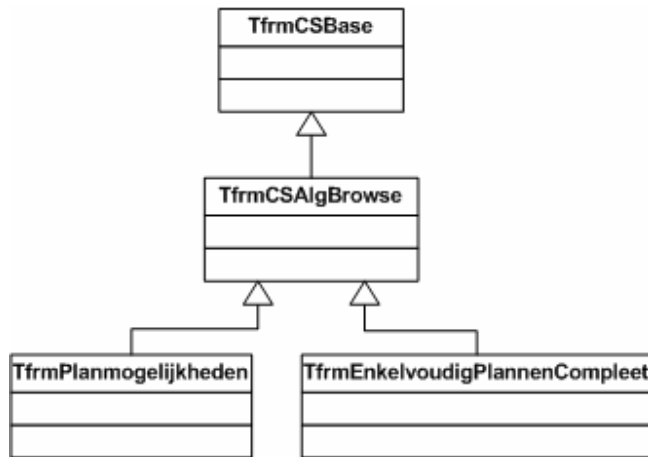 TfrmCSBase
TfrmCSAlgBrowse
TfrmPlanmogelijkheden
TfrmEnkelvoudigPlannenCompleet